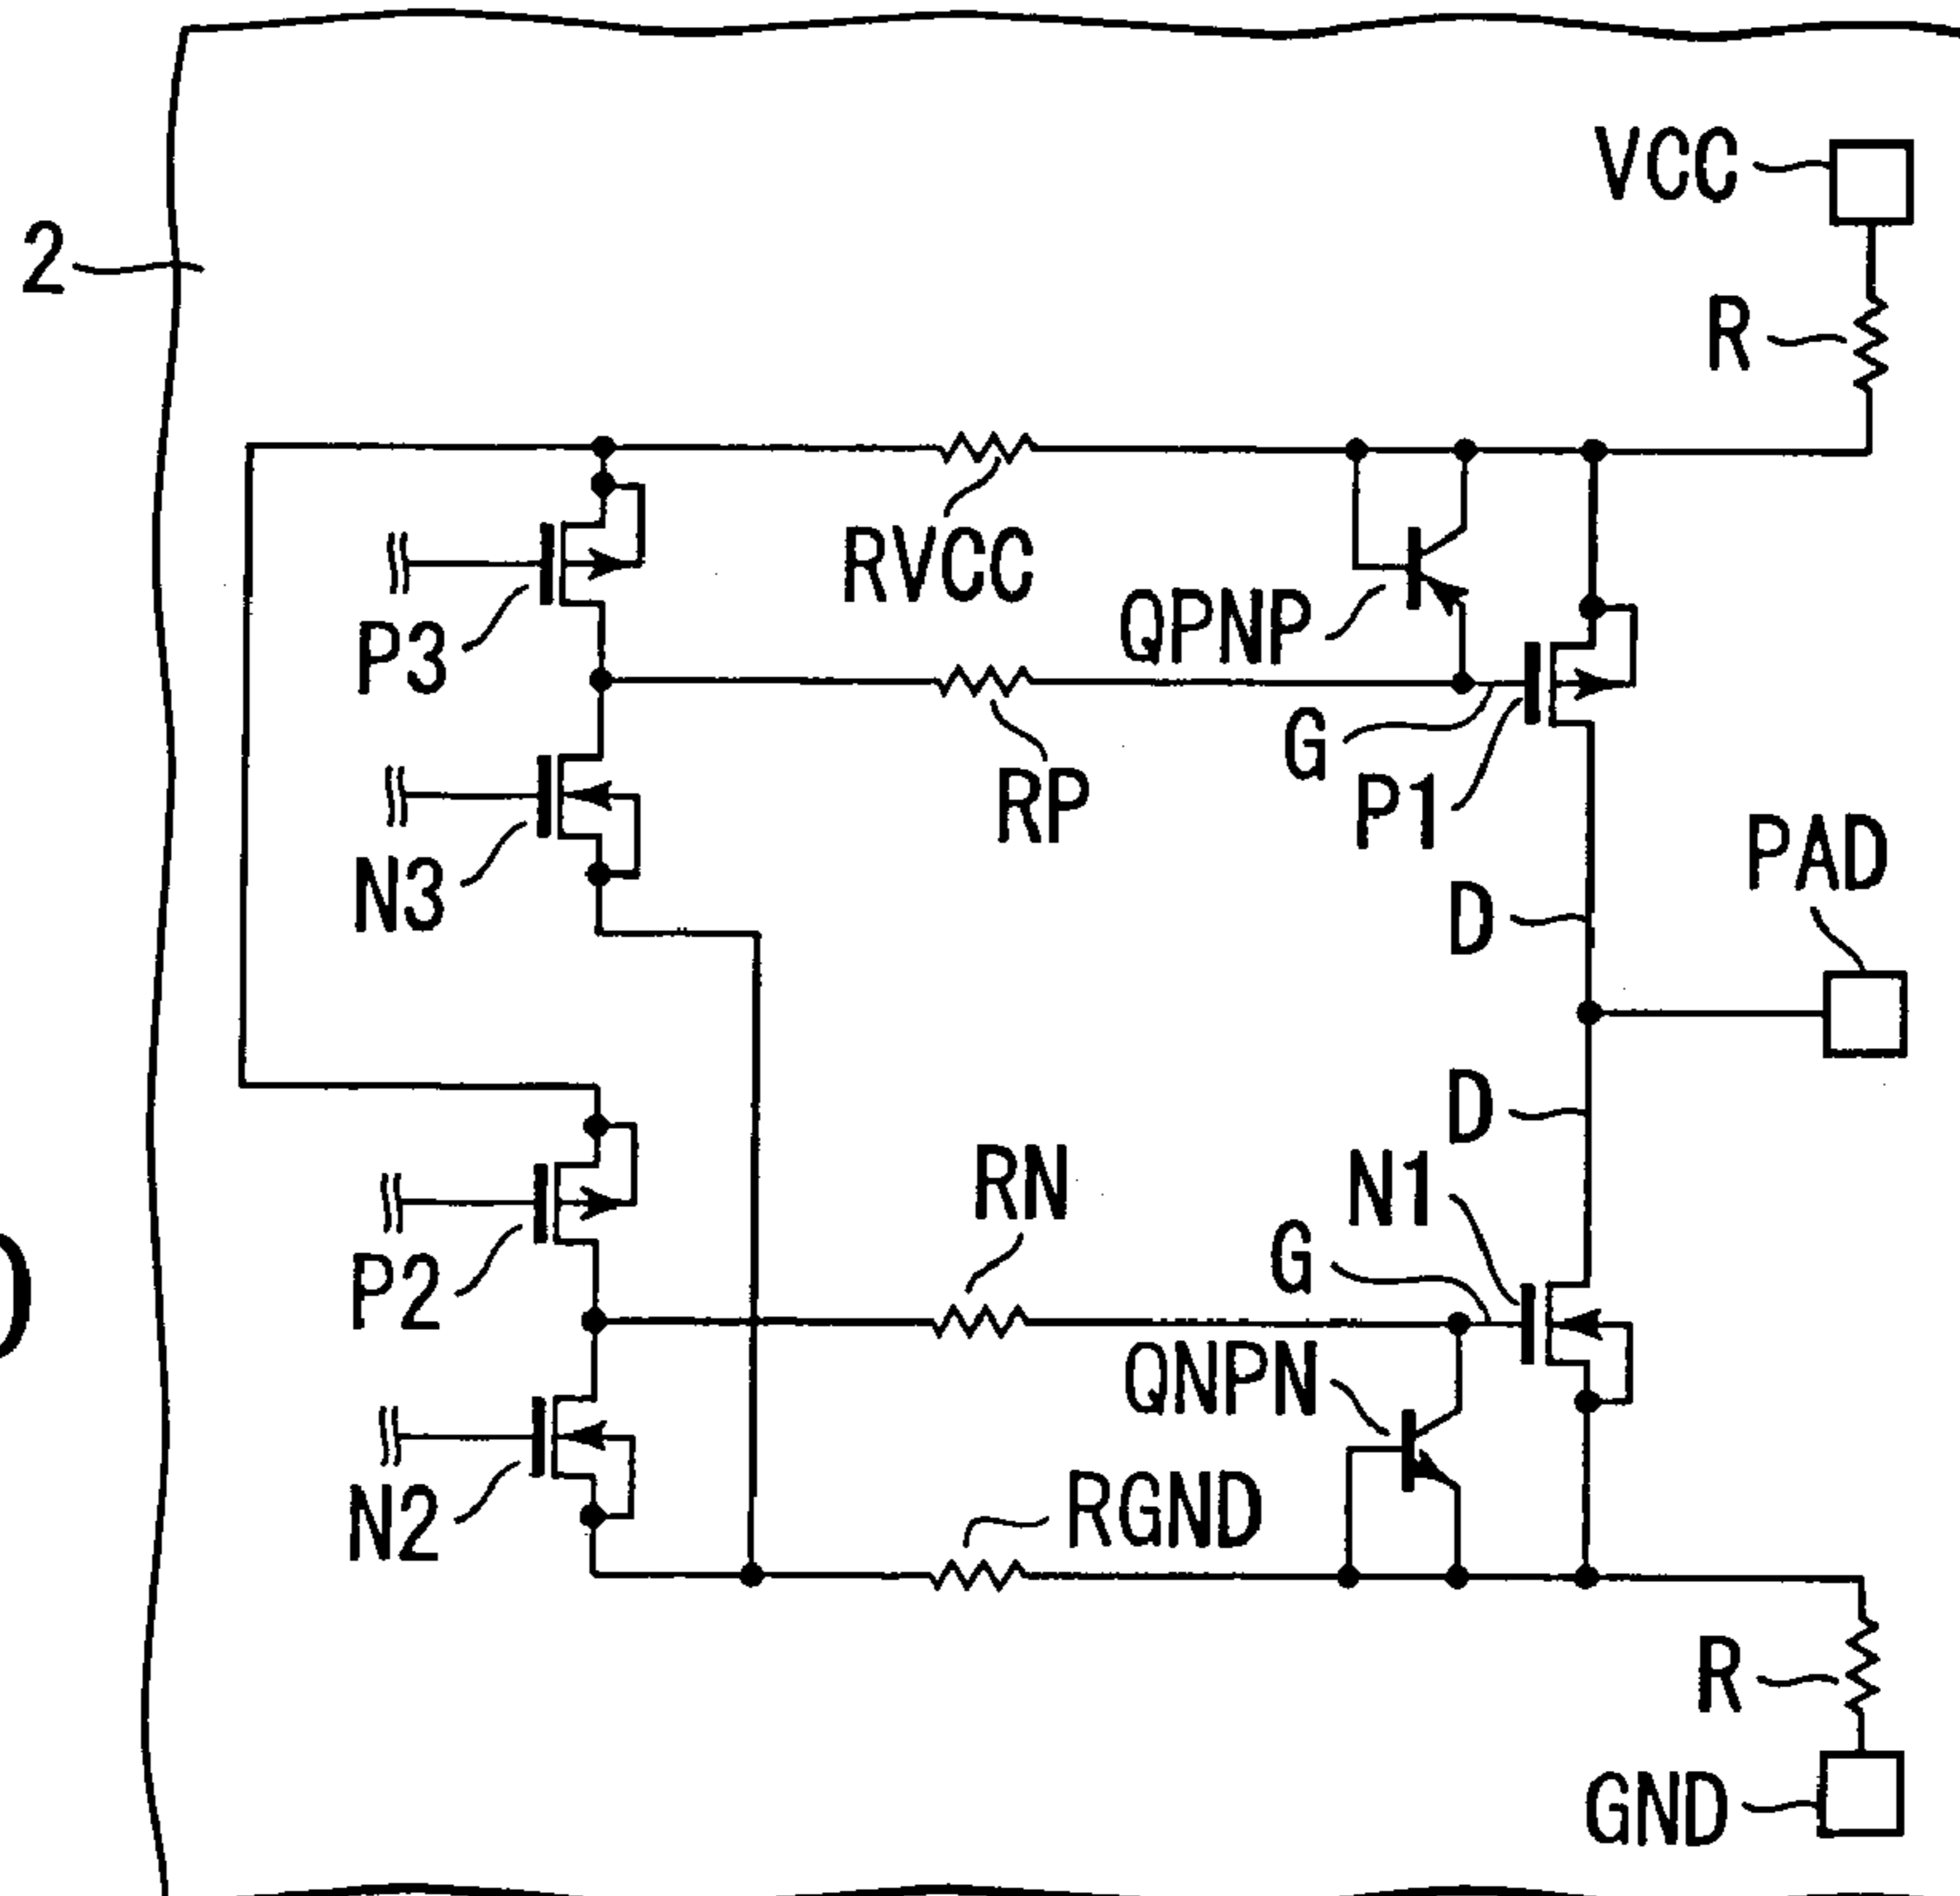 VCC
2
R
RVCC
QPNP
P3
G
RP
P1
PAD
N3
D
D
RN
N1
G
P2
QNPN
RGND
N2
R
GND